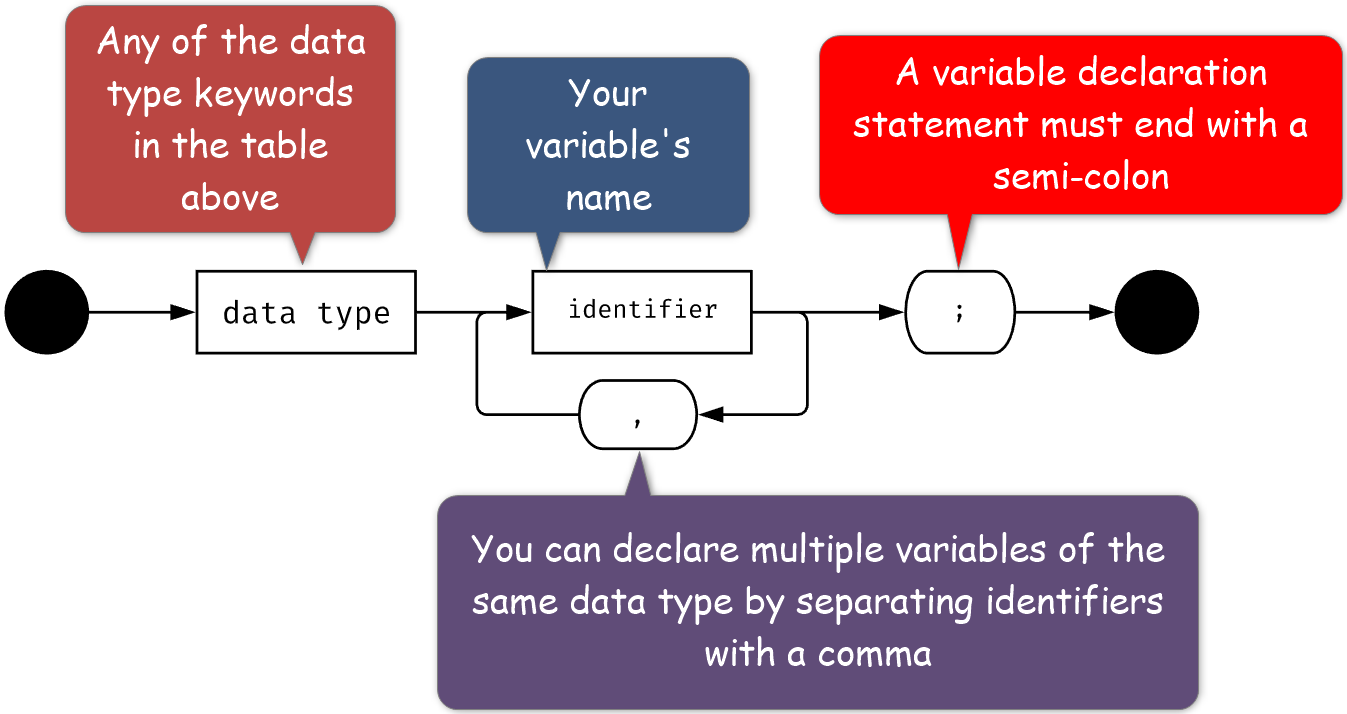 Any of the data
type keywords
in the table
above
Your
variable's
name
A variable declaration
statement must end with a
semi-colon
data type
identifier
;
,
You can declare multiple variables of the
same data type by separating identifiers
with a comma